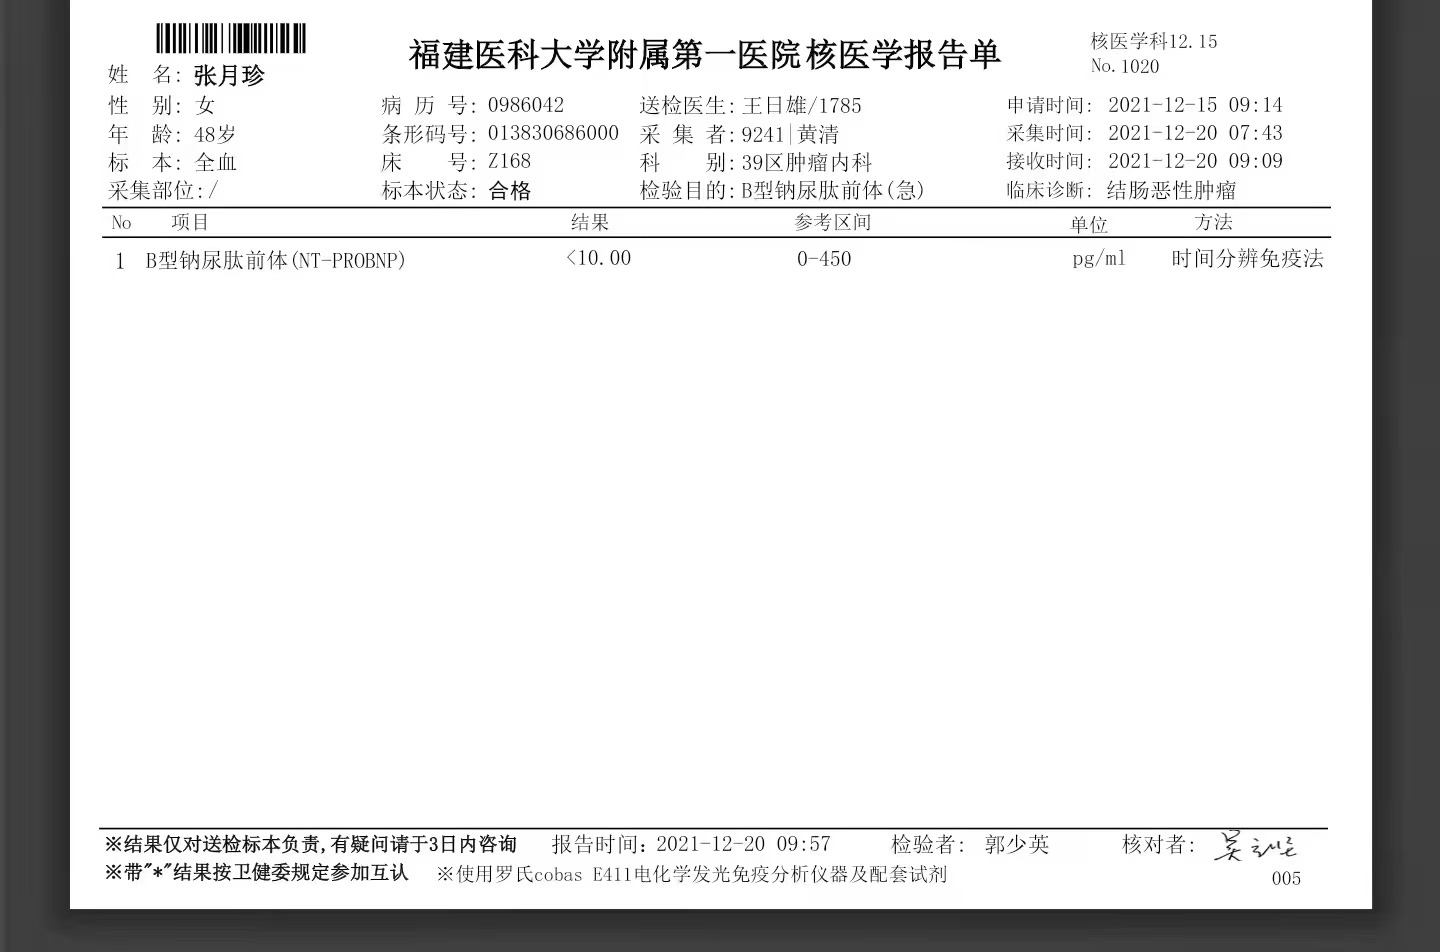 福建医科大学附属第一医院核医学报告单
核医学科12.15
No.1020
姓 名: 张月珍
性 别: 女 病 历 号: 0986042 送检医生: 王日雄/1785 申请时间: 2021-12-15 09:14
年 龄: 48岁 条形码号: 013830686000 采 集 者: 9241|黄清 采集时间: 2021-12-20 07:43
标 本: 全血 床 号: Z168 科 别: 39区肿瘤内科 接收时间: 2021-12-20 09:09
采集部位:/ 标本状态: 合格 检验目的: B型钠尿肽前体(急) 临床诊断: 结肠恶性肿瘤
No 项目 结果 参考区间 单位 方法
1 B型钠尿肽前体(NT-PROBNP) <10.00 0-450 pg/ml 时间分辨免疫法
※结果仅对送检标本负责,有疑问请于3日内咨询 报告时间: 2021-12-20 09:57 检验者: 郭少英 核对者:
※带"*"结果按卫健委规定参加互认 ※使用罗氏cobas E411电化学发光免疫分析仪器及配套试剂
005